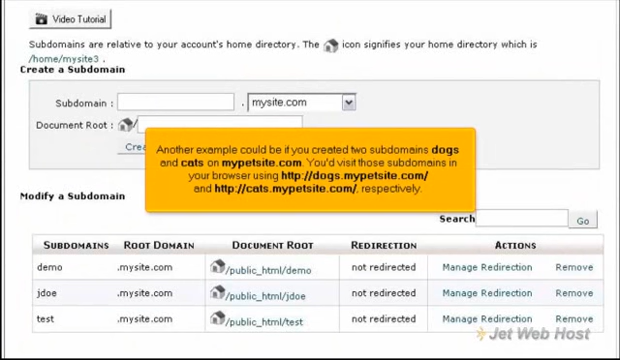 Video Tutorial
Subdomains are relative to your account's home directory. The icon signifies your home directory which is
/home/mysite3 .
Create a Subdomain
Subdomain : . mysite.com
Document Root : /
Another example could be if you created two subdomains dogs
and cats on mypetsite.com. You'd visit those subdomains in
your browser using http://dogs.mypetsite.com/
and http://cats.mypetsite.com/, respectively.
Modify a Subdomain
Search Go
SUBDOMAINS ROOT DOMAIN DOCUMENT ROOT REDIRECTION ACTIONS
demo .mysite.com /public_html/demo not redirected Manage Redirection Remove
jdoe .mysite.com /public_html/jdoe not redirected Manage Redirection Remove
test .mysite.com /public_html/test not redirected Manage Redirection Remove
Jet Web Host